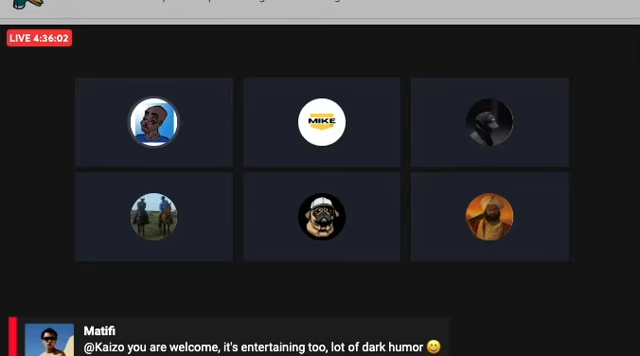 LIVE 4:36:02
MIKE
Matifi
@Kaizo you are welcome, it's entertaining too, lot of dark humor 😄